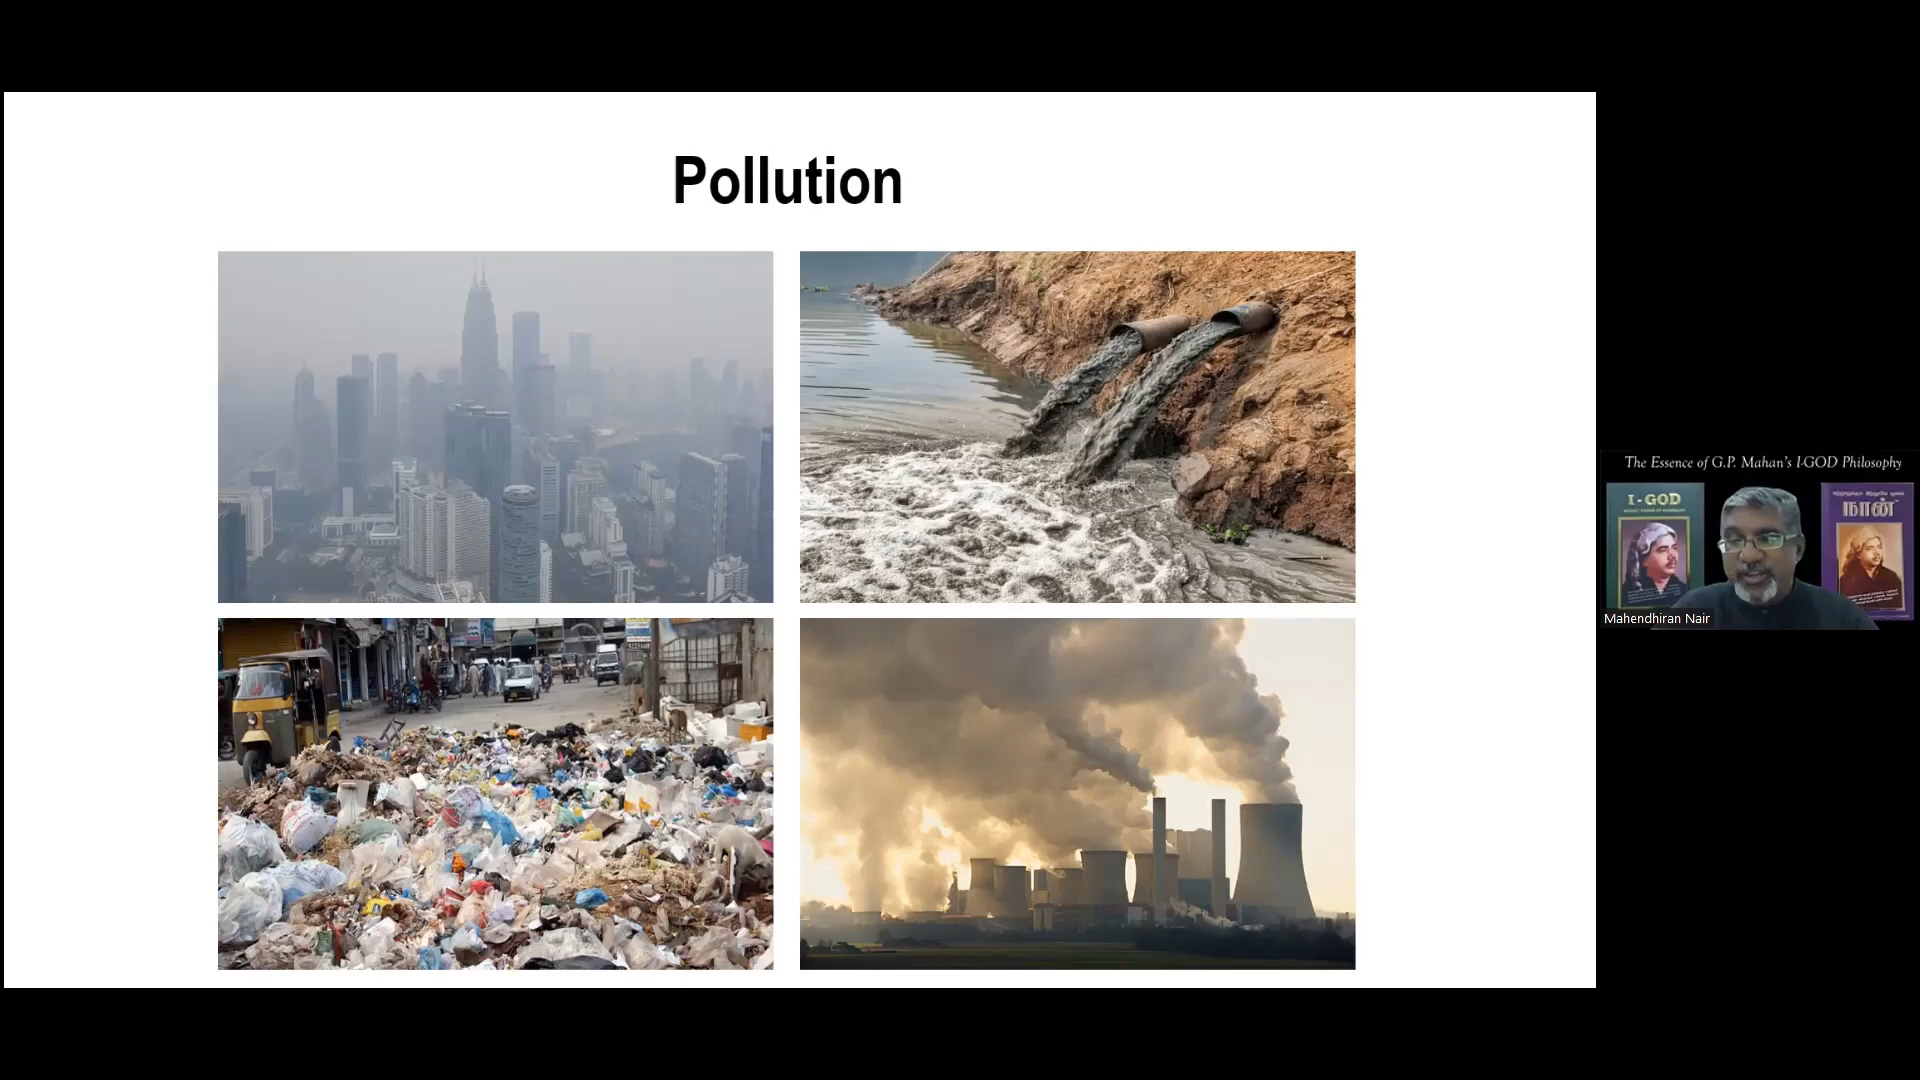 Pollution
The Essence of G.P. Mahan's I-GOD Philosophy
I-GOD
நான்
Mahendhiran Nair